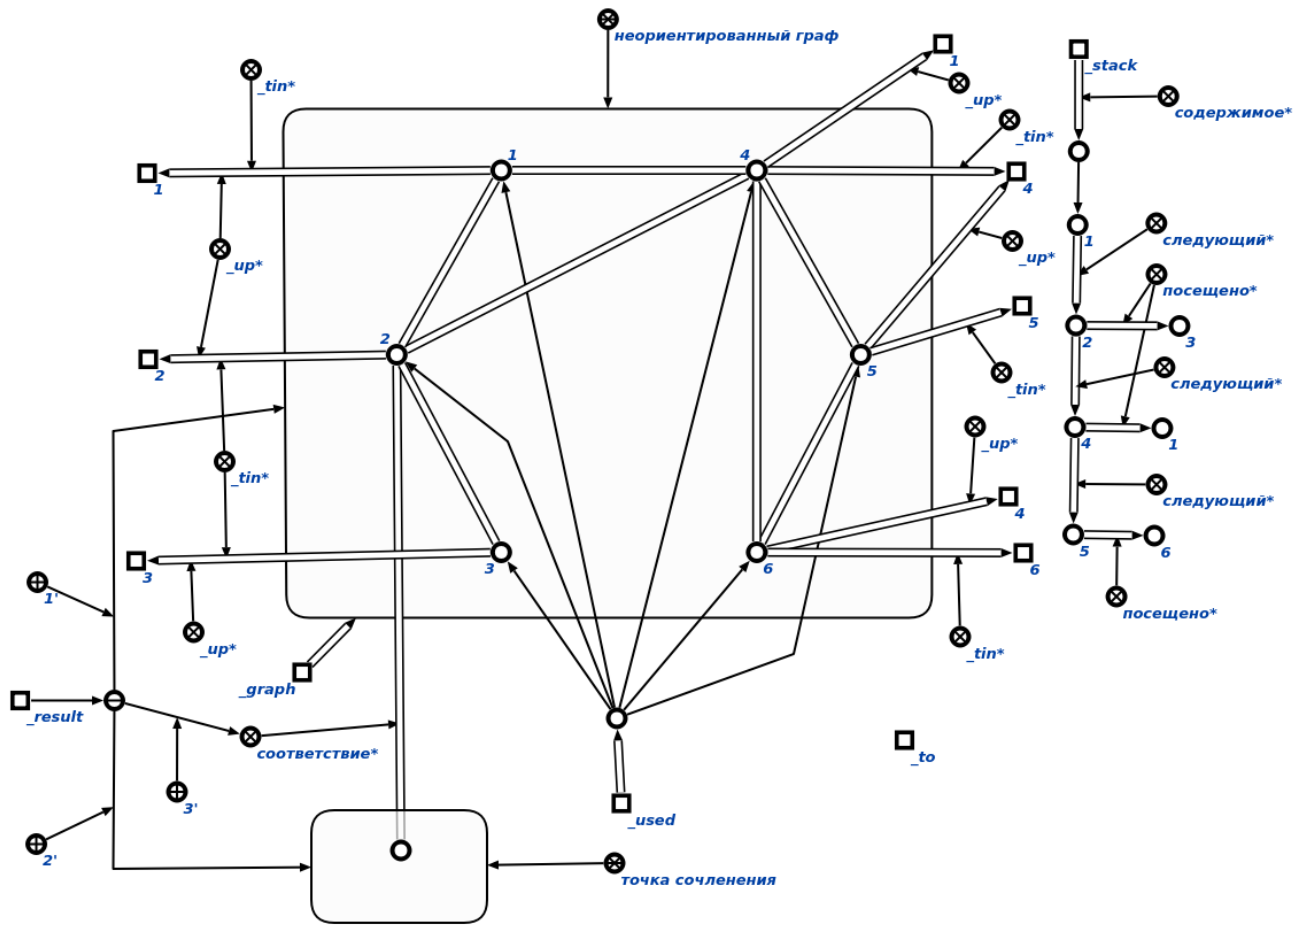 неориентированный граф
1
_stack
_tin*
_up*
содержимое*
_tin*
1
4
1
4
1
_up*
_up*
следующий*
посещено*
2
5
2
3
2
5
_tin*
следующий*
_up*
4
1
_tin*
4
следующий*
3
3
6
6
5
6
1'
_up*
_tin*
посещено*
_graph
_result
соответствие*
_to
3'
_used
2'
точка сочленения